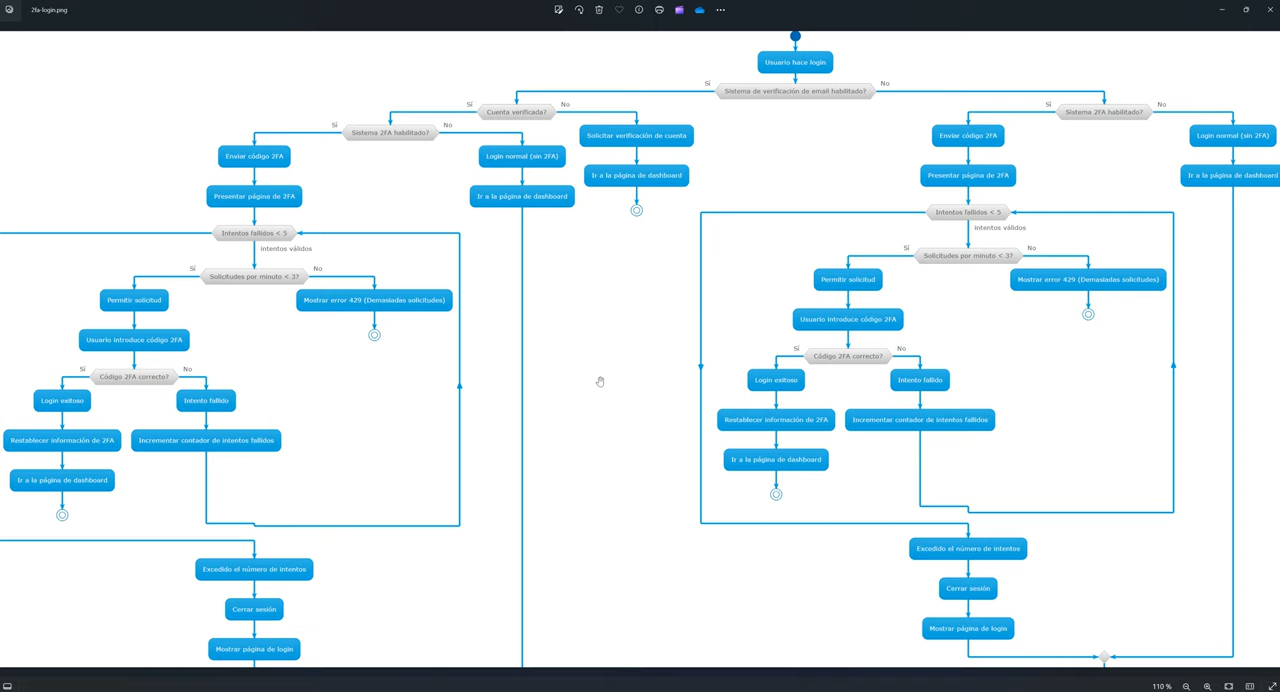 2fa-login.png
Usuario hace login
Sí
No
Sistema de verificación de email habilitado?
Sí
No
Cuenta verificada?
Sí
No
Sistema 2FA habilitado?
Sí
No
Sistema 2FA habilitado?
Solicitar verificación de cuenta
Enviar código 2FA
Login normal (sin 2FA)
Enviar código 2FA
Login normal (sin 2FA)
Ir a la página de dashboard
Presentar página de 2FA
Ir a la página de dashboard
Presentar página de 2FA
Ir a la página de dashboard
Intentos fallidos < 5
intentos válidos
Intentos fallidos < 5
intentos válidos
Sí
No
Solicitudes por minuto < 3?
Sí
No
Solicitudes por minuto < 3?
Permitir solicitud
Mostrar error 429 (Demasiadas solicitudes)
Permitir solicitud
Mostrar error 429 (Demasiadas solicitudes)
Usuario introduce código 2FA
Usuario introduce código 2FA
Sí
No
Código 2FA correcto?
Sí
No
Código 2FA correcto?
Login exitoso
Intento fallido
Login exitoso
Intento fallido
Restablecer información de 2FA
Incrementar contador de intentos fallidos
Restablecer información de 2FA
Incrementar contador de intentos fallidos
Ir a la página de dashboard
Ir a la página de dashboard
Excedido el número de intentos
Excedido el número de intentos
Cerrar sesión
Cerrar sesión
Mostrar página de login
Mostrar página de login
110 %